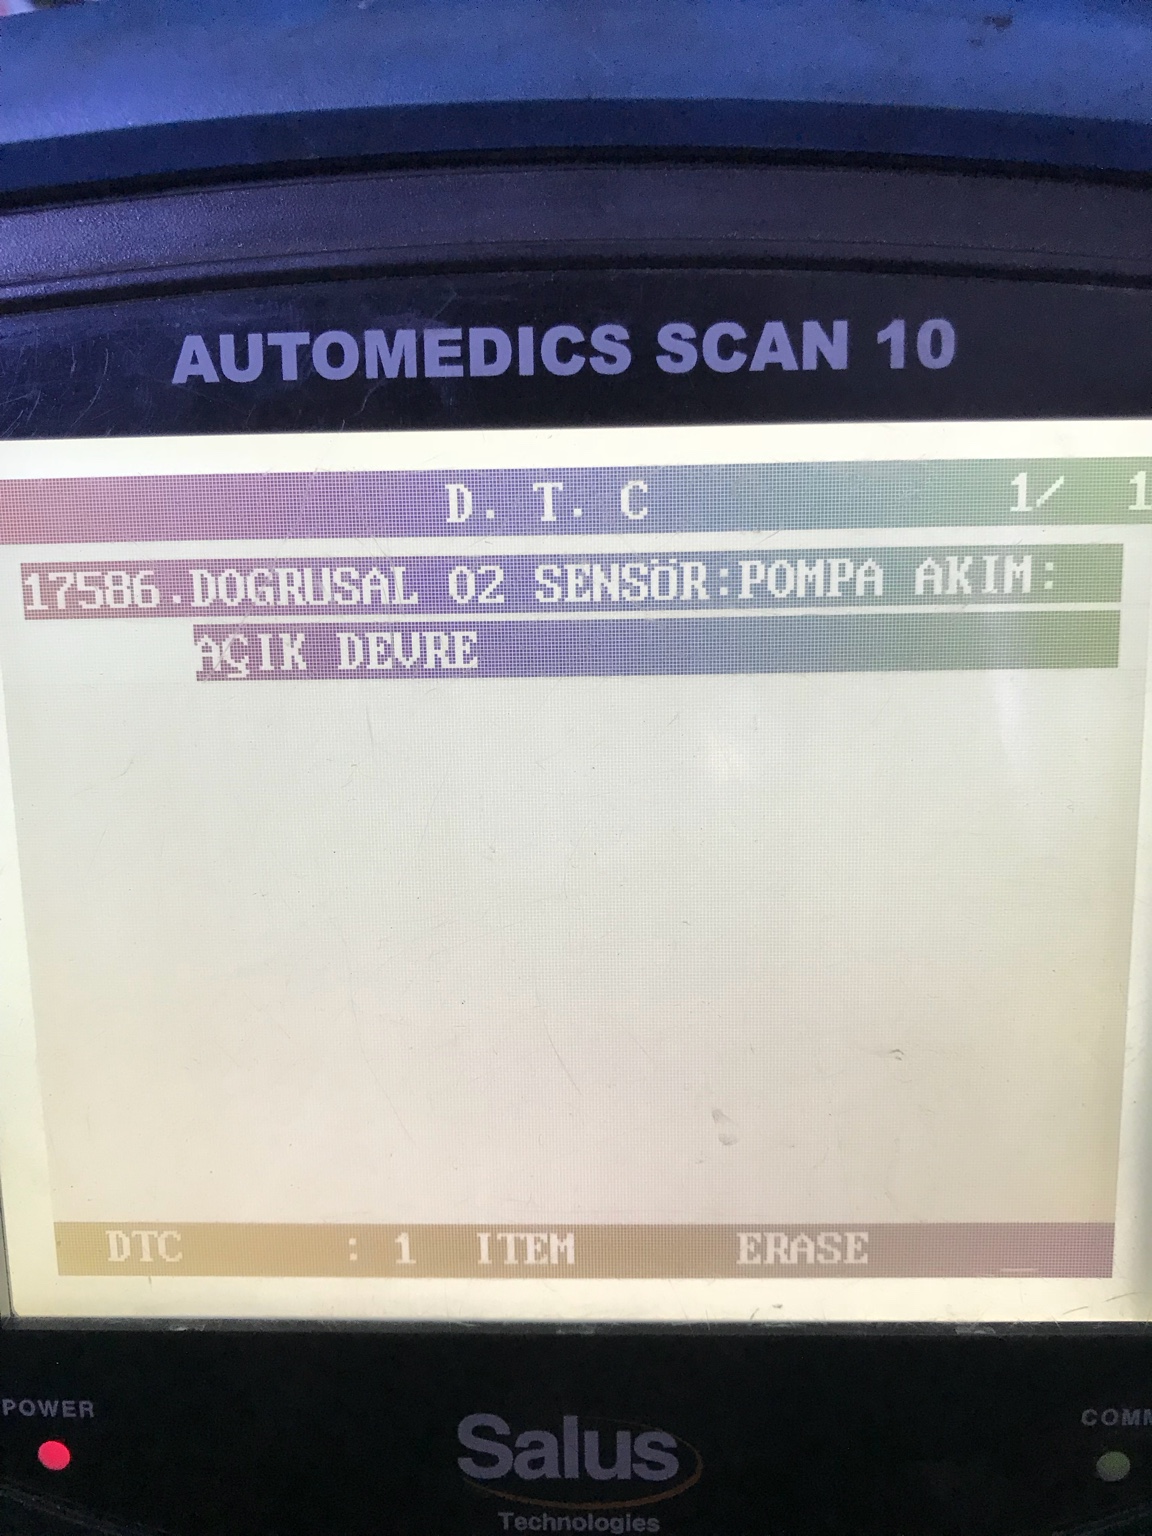 AUTOMEDICS SCAN 10
D. T. C 1/ 1
17586.DOGRUSAL O2 SENSÖR:POMPA AKIM:
AÇIK DEVRE
DTC : 1 ITEM ERASE
POWER
COMM
Salus
Technologies